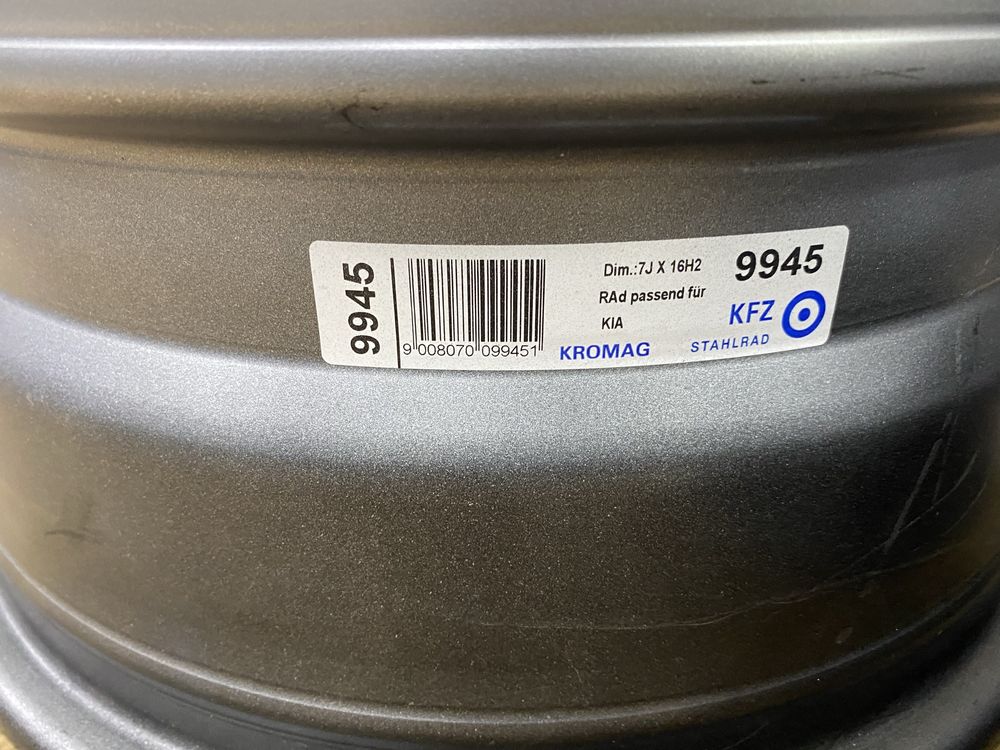 9945
9 008070 099451
Dim.:7J X 16H2
RAd passend für
KIA
KROMAG
9945
KFZ
STAHLRAD